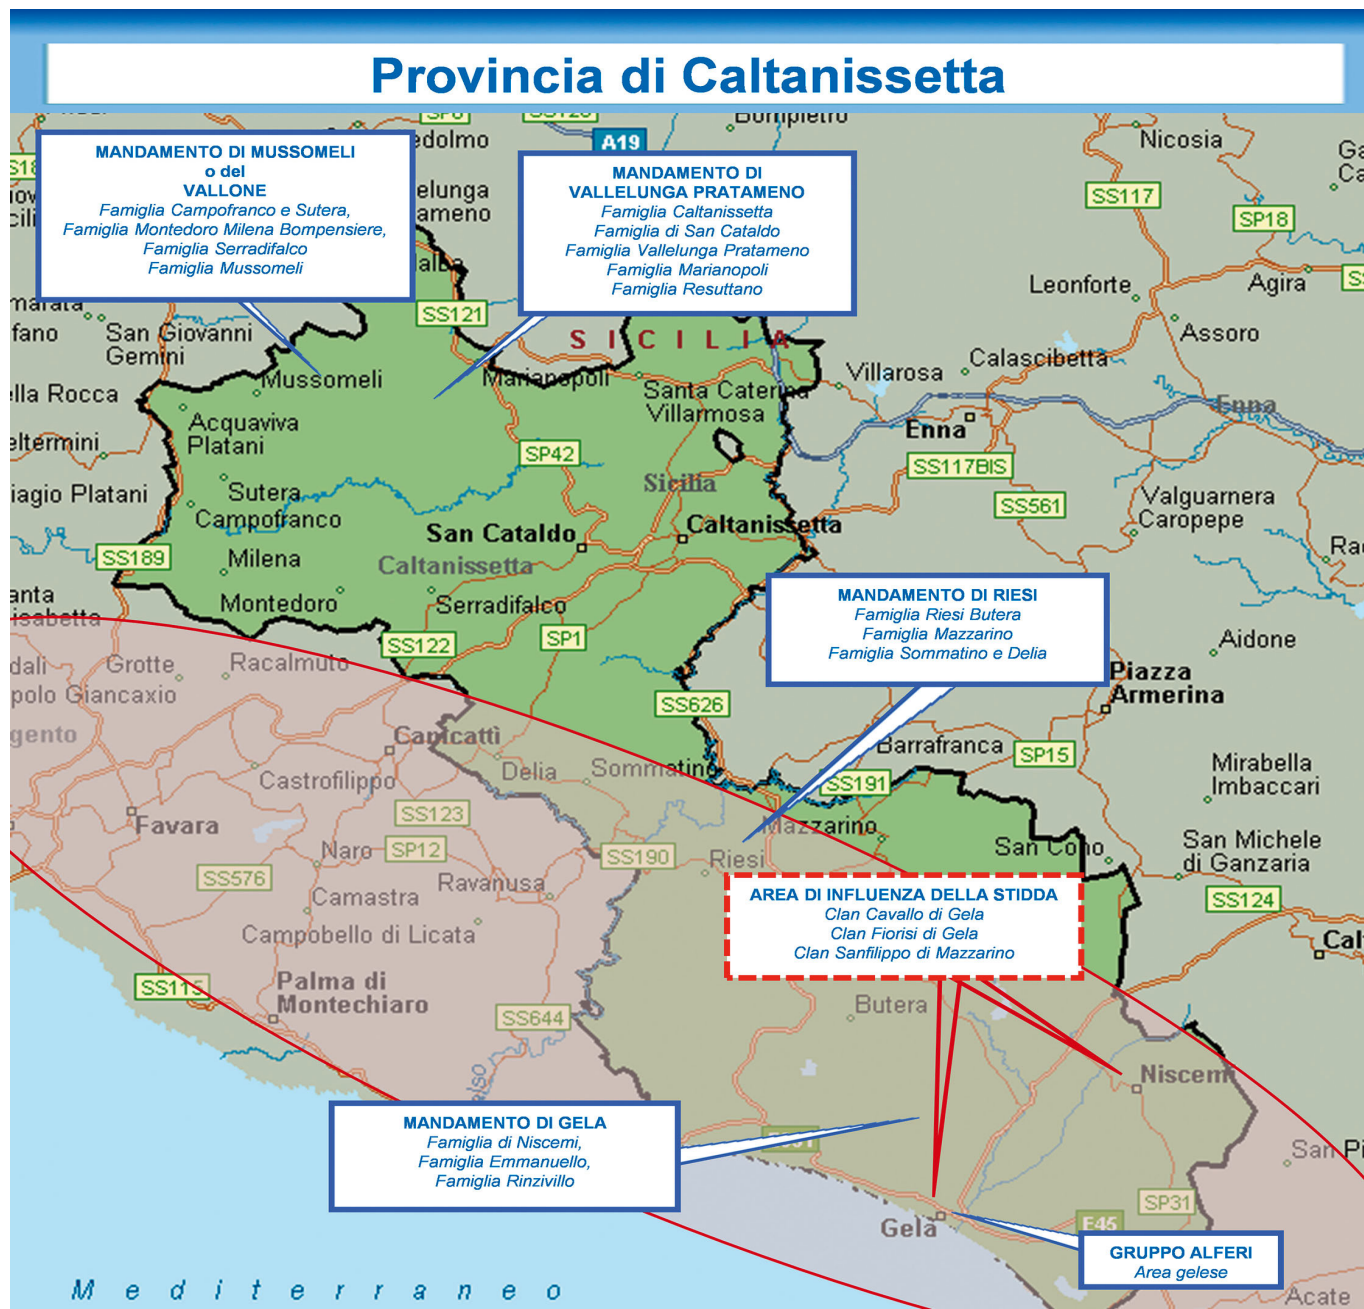 Provincia di Caltanissetta
MANDAMENTO DI MUSSOMELI
o del
VALLONE
Famiglia Campofranco e Sutera,
Famiglia Montedoro Milena Bompensiere,
Famiglia Serradifalco
Famiglia Mussomeli
MANDAMENTO DI
VALLELUNGA PRATAMENO
Famiglia Caltanissetta
Famiglia di San Cataldo
Famiglia Vallelunga Pratameno
Famiglia Marianopoli
Famiglia Resuttano
A19
Bompietro
Nicosia
SS117
SP18
Leonforte
Agira
Assoro
SS121
SICILIA
San Giovanni
Gemini
Mussomeli
Marianopoli
Santa Caterina
Villarmosa
Villarosa
Calascibetta
Enna
Enna
Acquaviva
Platani
SP42
SS117BIS
SS561
Valguarnera
Caropepe
Sutera
Campofranco
Sicilia
San Cataldo
Caltanissetta
Caltanissetta
SS189
Milena
Montedoro
Serradifalco
SS122
SP1
MANDAMENTO DI RIESI
Famiglia Riesi Butera
Famiglia Mazzarino
Famiglia Sommatino e Delia
Aidone
Piazza
Armerina
Grotte
Racalmuto
SS626
Canicattì
Castrofilippo
Delia
Sommatino
Barrafranca
SP15
SS191
Mirabella
Imbaccari
Favara
SS123
Naro
SP12
SS190
Riesi
Mazzarino
San Cono
San Michele
di Ganzaria
SS576
Camastra
Ravanusa
SS124
Campobello di Licata
AREA DI INFLUENZA DELLA STIDDA
Clan Cavallo di Gela
Clan Fiorisi di Gela
Clan Sanfilippo di Mazzarino
SS115
Palma di
Montechiaro
SS644
Butera
Niscemi
MANDAMENTO DI GELA
Famiglia di Niscemi,
Famiglia Emmanuello,
Famiglia Rinzivillo
SP31
Gela
E45
GRUPPO ALFERI
Area gelese
Mediterraneo
Acate